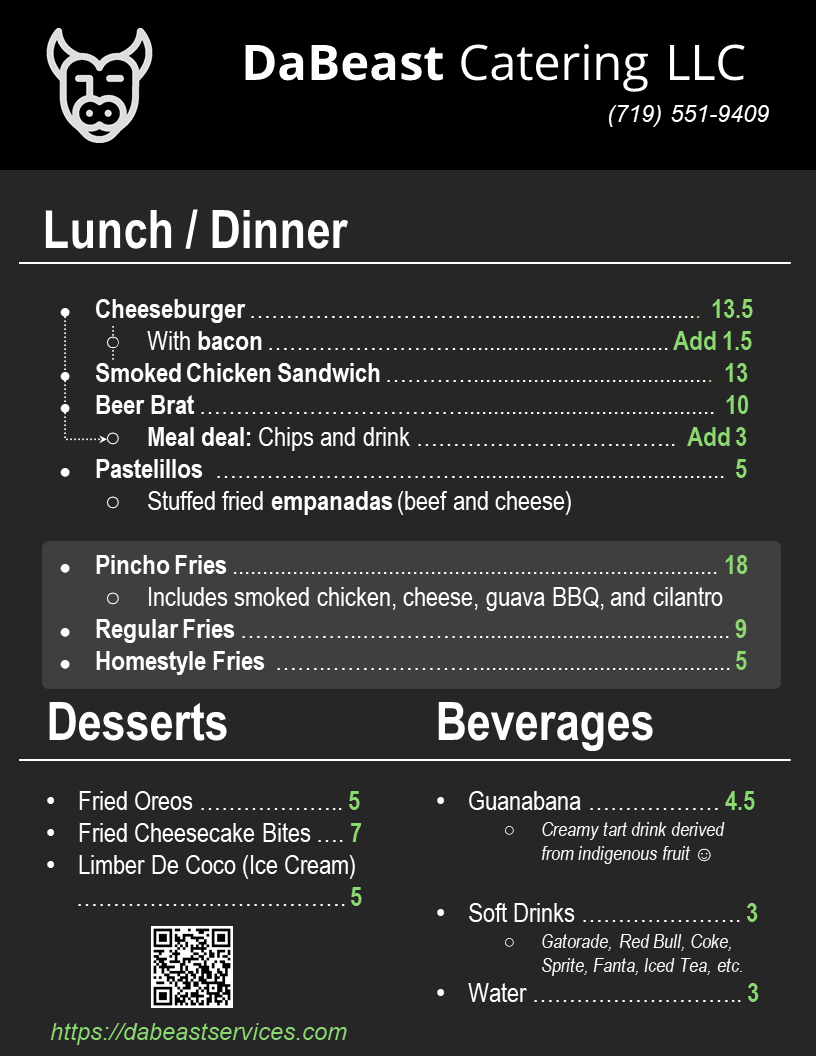 DaBeast Catering LLC
(719) 551-9409
Lunch / Dinner
• Cheeseburger ........................................ 13.5
○ With bacon ........................................ Add 1.5
• Smoked Chicken Sandwich ........................................ 13
• Beer Brat ........................................ 10
○ Meal deal: Chips and drink ........................................ Add 3
• Pastelillos ........................................ 5
○ Stuffed fried empanadas (beef and cheese)
• Pincho Fries ........................................ 18
○ Includes smoked chicken, cheese, guava BBQ, and cilantro
• Regular Fries ........................................ 9
• Homestyle Fries ........................................ 5
Desserts
• Fried Oreos .................... 5
• Fried Cheesecake Bites .... 7
• Limber De Coco (Ice Cream)
.................................... 5
https://dabeastservices.com
Beverages
• Guanabana .................. 4.5
○ Creamy tart drink derived
from indigenous fruit ☺
• Soft Drinks ...................... 3
○ Gatorade, Red Bull, Coke,
Sprite, Fanta, Iced Tea, etc.
• Water ............................. 3